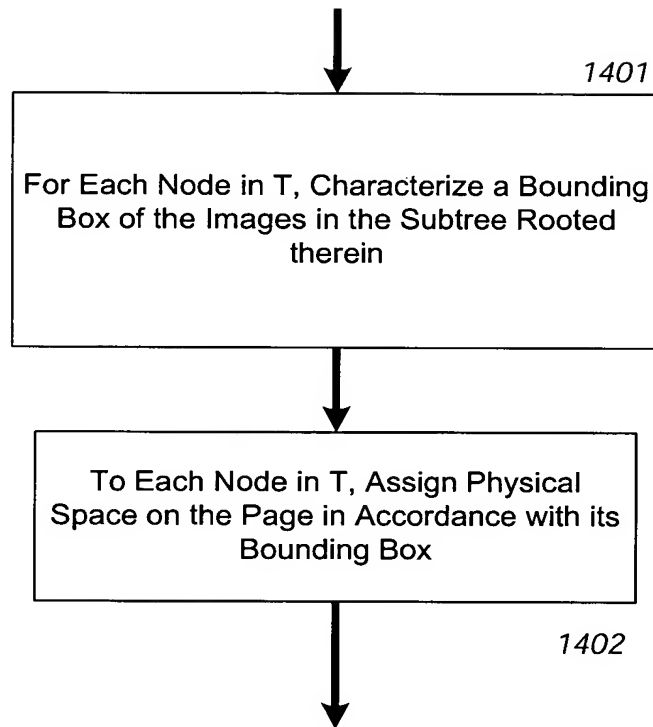 1401
For Each Node in T, Characterize a Bounding
Box of the Images in the Subtree Rooted
therein
To Each Node in T, Assign Physical
Space on the Page in Accordance with its
Bounding Box
1402